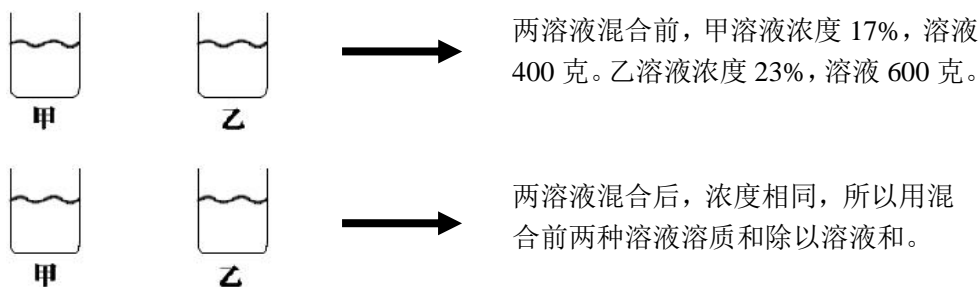 两溶液混合前，甲溶液浓度 17%，溶液
400 克。乙溶液浓度 23%，溶液 600 克。
甲 乙
两溶液混合后，浓度相同，所以用混
合前两种溶液溶质和除以溶液和。
甲 乙